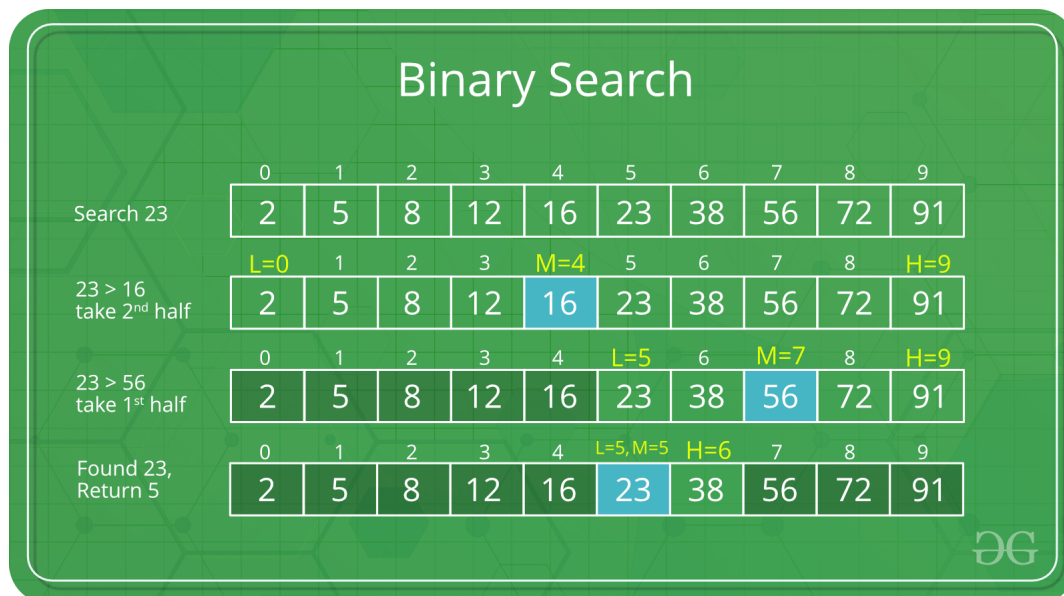 Binary Search
0 1 2 3 4 5 6 7 8 9
Search 23
2 5 8 12 16 23 38 56 72 91
L=0 1 2 3 M=4 5 6 7 8 H=9
23 > 16
take 2nd half
2 5 8 12 16 23 38 56 72 91
0 1 2 3 4 L=5 6 M=7 8 H=9
23 > 56
take 1st half
2 5 8 12 16 23 38 56 72 91
0 1 2 3 4 L=5, M=5 H=6 7 8 9
Found 23,
Return 5
2 5 8 12 16 23 38 56 72 91
GG